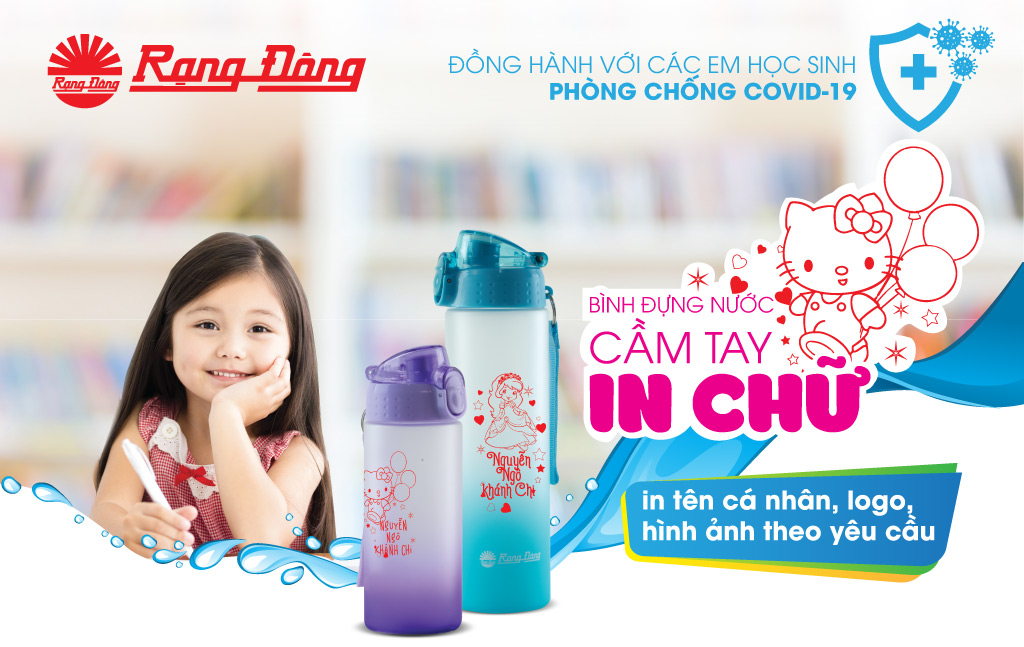 Rạng Đông
Rạng Đông
ĐỒNG HÀNH VỚI CÁC EM HỌC SINH
PHÒNG CHỐNG COVID-19
BÌNH ĐỰNG NƯỚC
CẦM TAY
IN CHỮ
in tên cá nhân, logo,
hình ảnh theo yêu cầu
Nguyễn
Ngô
Khánh Chi
Rạng Đông
NGUYỄN
NGÔ
KHÁNH CHI